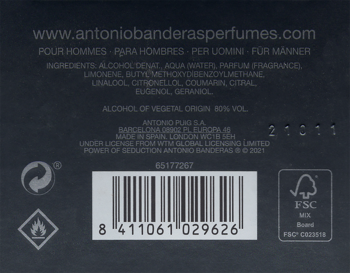 www.antoniobanderasperfumes.com
POUR HOMMES · PARA HOMBRES · PER UOMINI · FÜR MÄNNER
INGREDIENTS: ALCOHOL DENAT., AQUA (WATER), PARFUM (FRAGRANCE),
LIMONENE, BUTYL METHOXYDIBENZOYLMETHANE,
LINALOOL, CITRONELLOL, COUMARIN, CITRAL,
EUGENOL, GERANIOL.
ALCOHOL OF VEGETAL ORIGIN 80% VOL.
ANTONIO PUIG S.A.
BARCELONA 08902 PL. EUROPA 46
MADE IN SPAIN. LONDON WC1B 5EH
UNDER LICENSE FROM WTM GLOBAL LICENSING LIMITED
POWER OF SEDUCTION ANTONIO BANDERAS ® © 2021
21011
65177267
8 411061 029626
FSC
MIX
Board
FSC® C023518